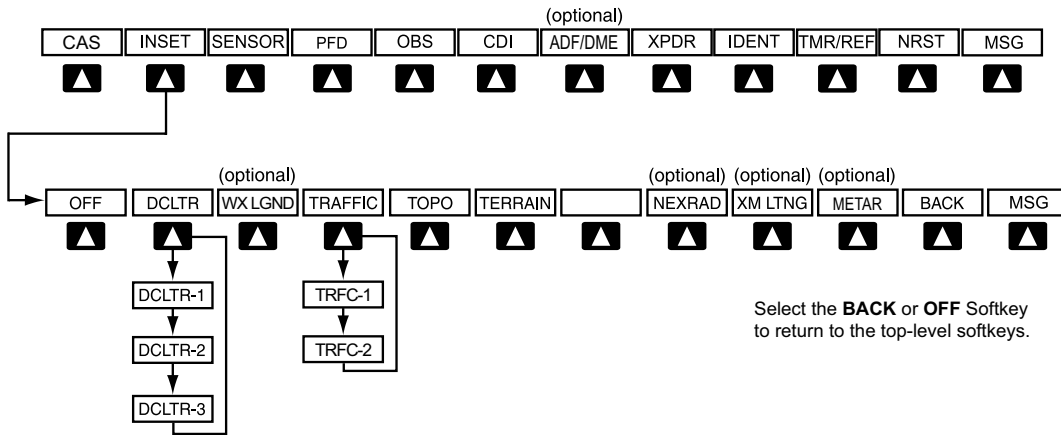 (optional)
CAS INSET SENSOR PFD OBS CDI ADF/DME XPDR IDENT TMR/REF NRST MSG
(optional) (optional) (optional) (optional)
OFF DCLTR WX LGND TRAFFIC TOPO TERRAIN NEXRAD XM LTNG METAR BACK MSG
DCLTR-1 TRFC-1
DCLTR-2 TRFC-2
DCLTR-3
Select the BACK or OFF Softkey
to return to the top-level softkeys.